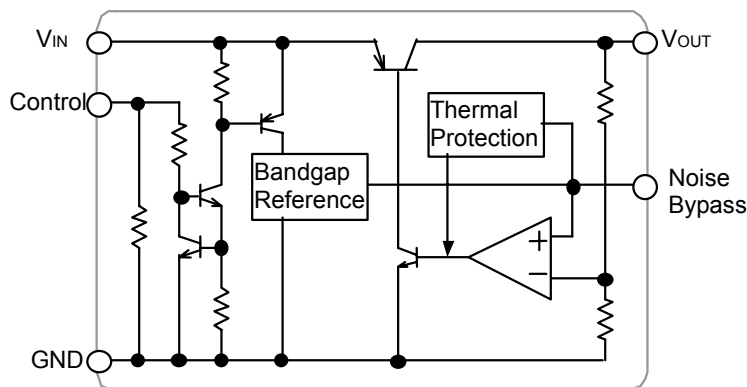 VIN
VOUT
Control
Thermal
Protection
Bandgap
Reference
Noise
Bypass
+
−
GND